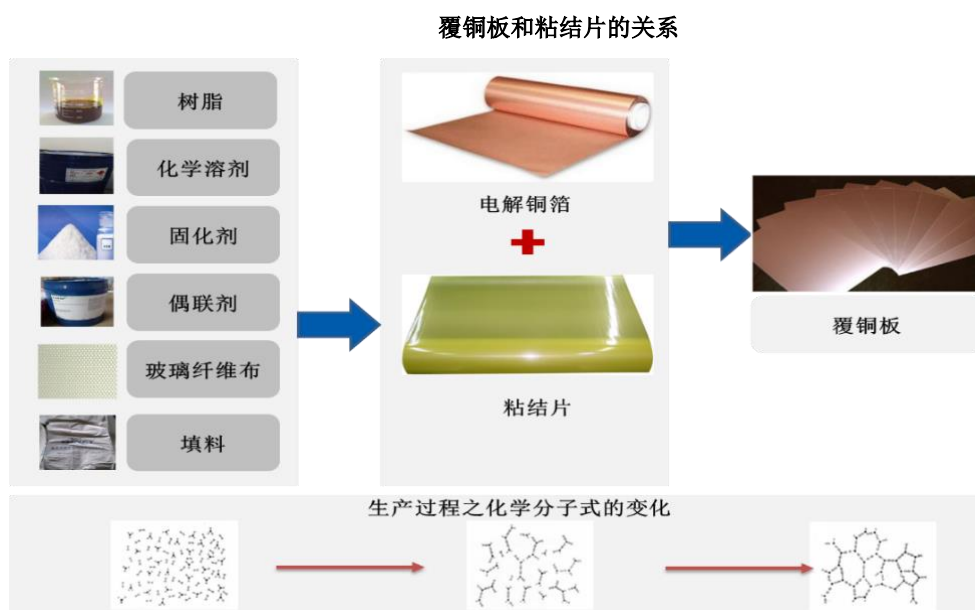 覆铜板和粘结片的关系
树脂
化学溶剂
固化剂
偶联剂
玻璃纤维布
填料
电解铜箔
粘结片
覆铜板
生产过程之化学分子式的变化